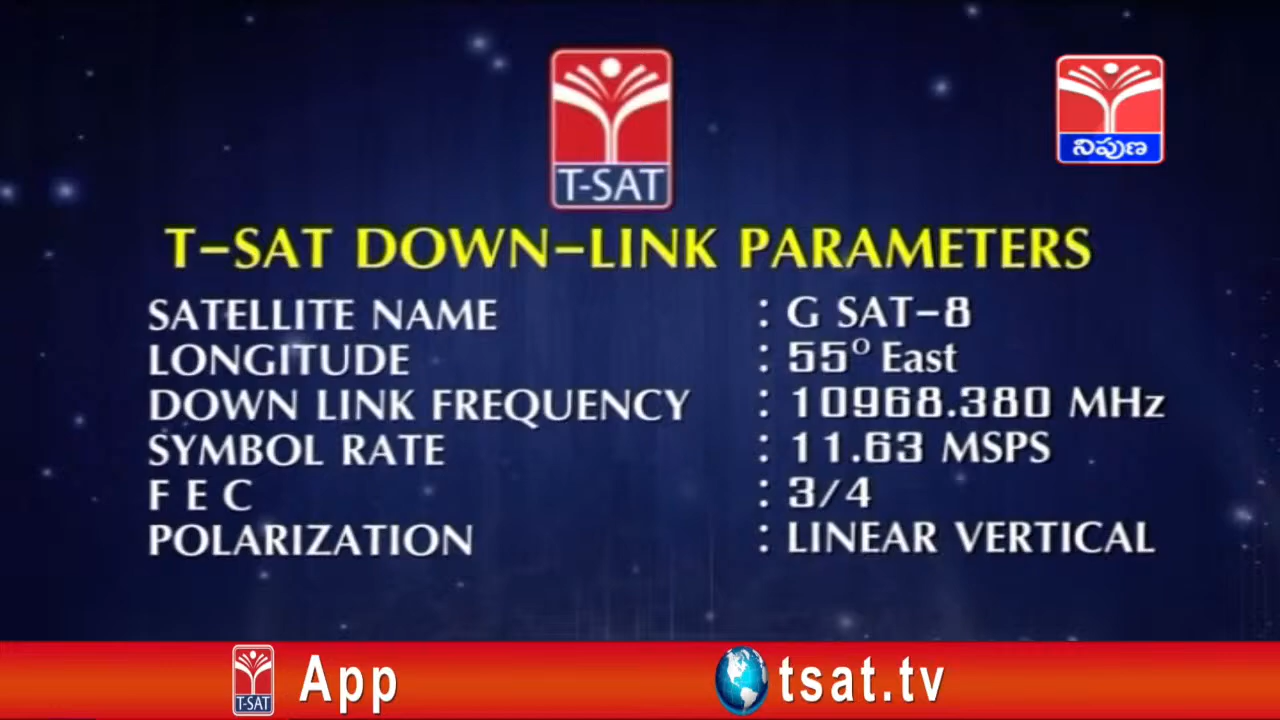 T-SAT
నిపుణ
T-SAT DOWN-LINK PARAMETERS
SATELLITE NAME : G SAT-8
LONGITUDE : 55° East
DOWN LINK FREQUENCY : 10968.380 MHz
SYMBOL RATE : 11.63 MSPS
F E C : 3/4
POLARIZATION : LINEAR VERTICAL
T-SAT App tsat.tv